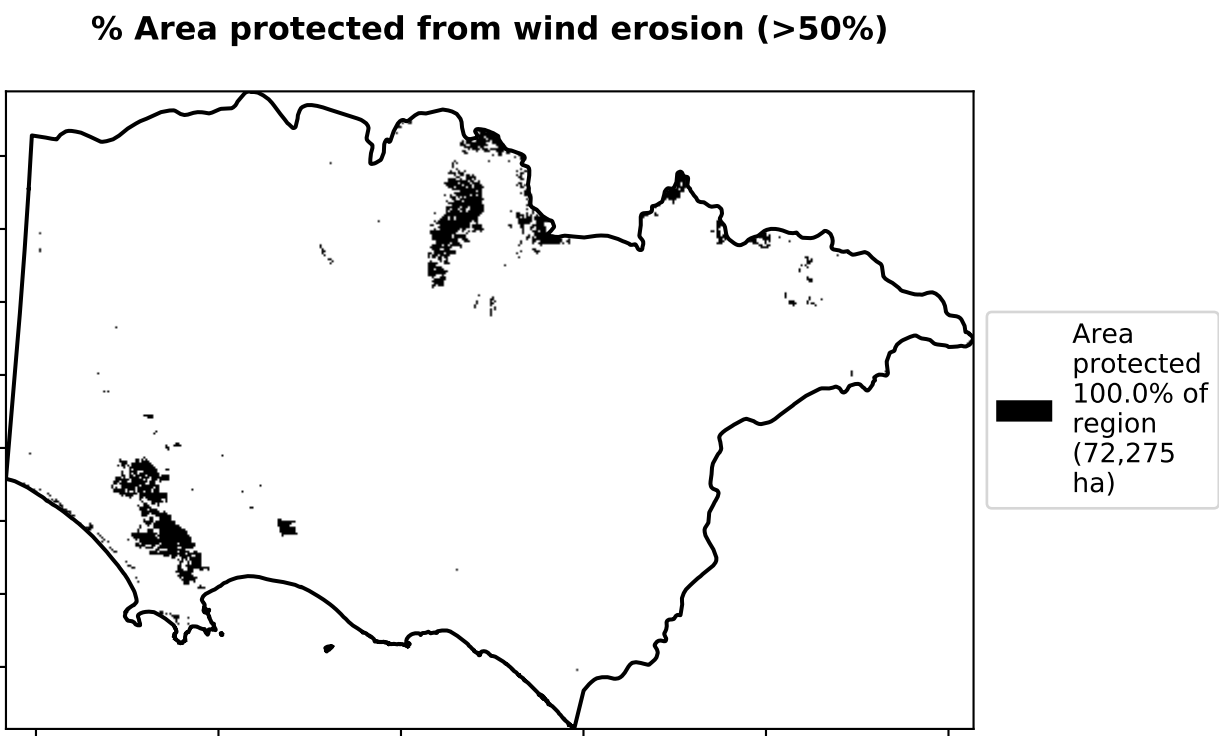 % Area protected from wind erosion (>50%)
Area
protected
100.0% of
region
(72,275
ha)